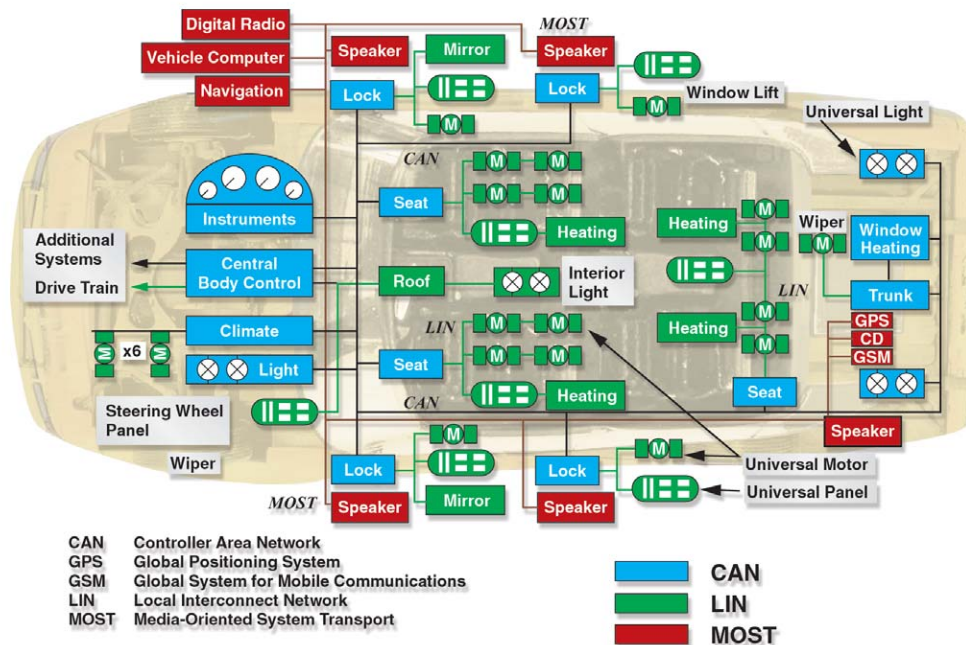 Digital Radio
MOST
Speaker
Mirror
Speaker
Vehicle Computer
Navigation
Lock
Lock
Window Lift
M
M
Universal Light
CAN
M
M
Instruments
Seat
M
M
Heating
M
Wiper
M
Window
Heating
Heating
M
Additional
Systems
Drive Train
Central
Body Control
Roof
Interior
Light
LIN
Trunk
LIN
M
M
M
GPS
CD
GSM
Climate
Heating
M
M
x6
M
Light
Seat
M
M
Seat
CAN
Heating
Steering Wheel
Panel
Speaker
Wiper
M
M
Lock
Lock
Universal Motor
MOST
Speaker
Mirror
Speaker
Universal Panel
CAN Controller Area Network
GPS Global Positioning System
GSM Global System for Mobile Communications
LIN Local Interconnect Network
MOST Media-Oriented System Transport
CAN
LIN
MOST